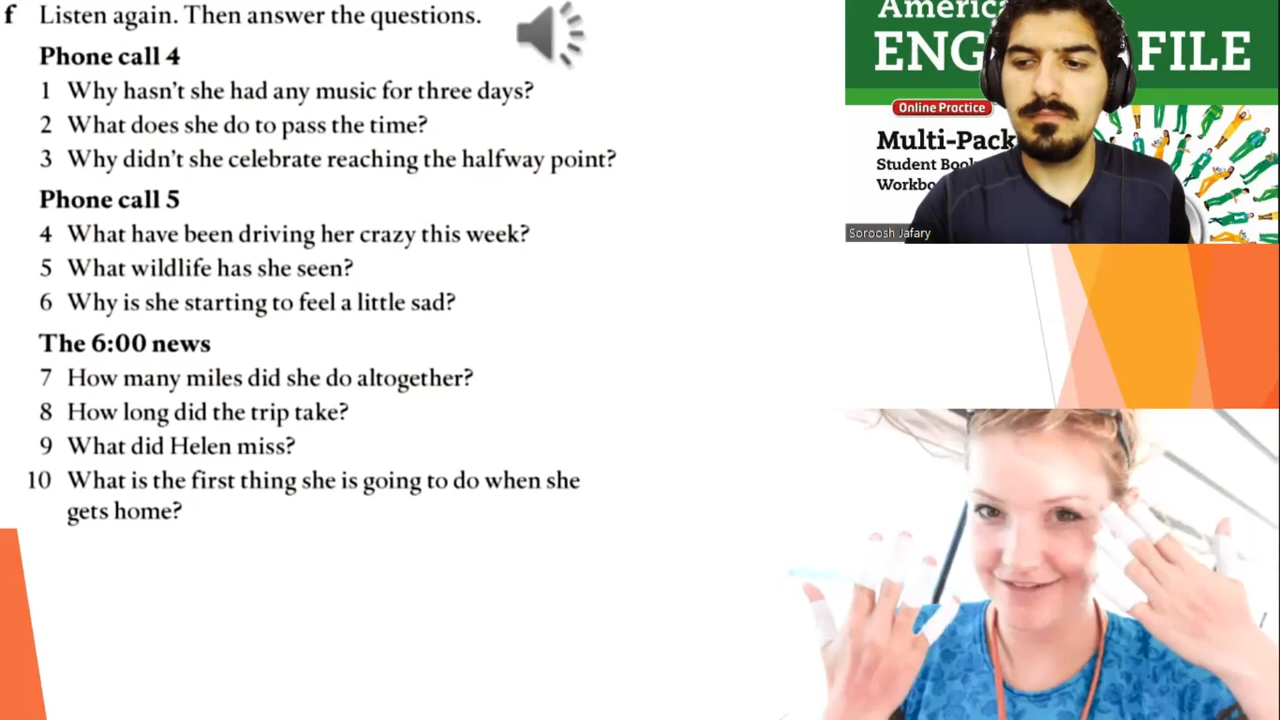 f Listen again. Then answer the questions.
Phone call 4
1 Why hasn't she had any music for three days?
2 What does she do to pass the time?
3 Why didn't she celebrate reaching the halfway point?
Phone call 5
4 What have been driving her crazy this week?
5 What wildlife has she seen?
6 Why is she starting to feel a little sad?
The 6:00 news
7 How many miles did she do altogether?
8 How long did the trip take?
9 What did Helen miss?
10 What is the first thing she is going to do when she
gets home?
FILE
Online Practice
Multi-Pack
Student
Soroosh Jafary